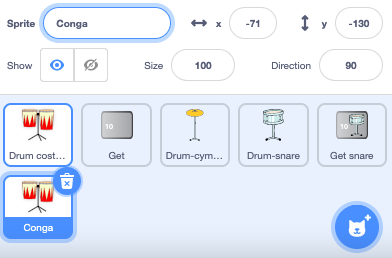 Sprite Conga x -71 y -130
Show Size 100 Direction 90
10 10
Drum cost... Get Drum-cym... Drum-snare Get snare
Conga